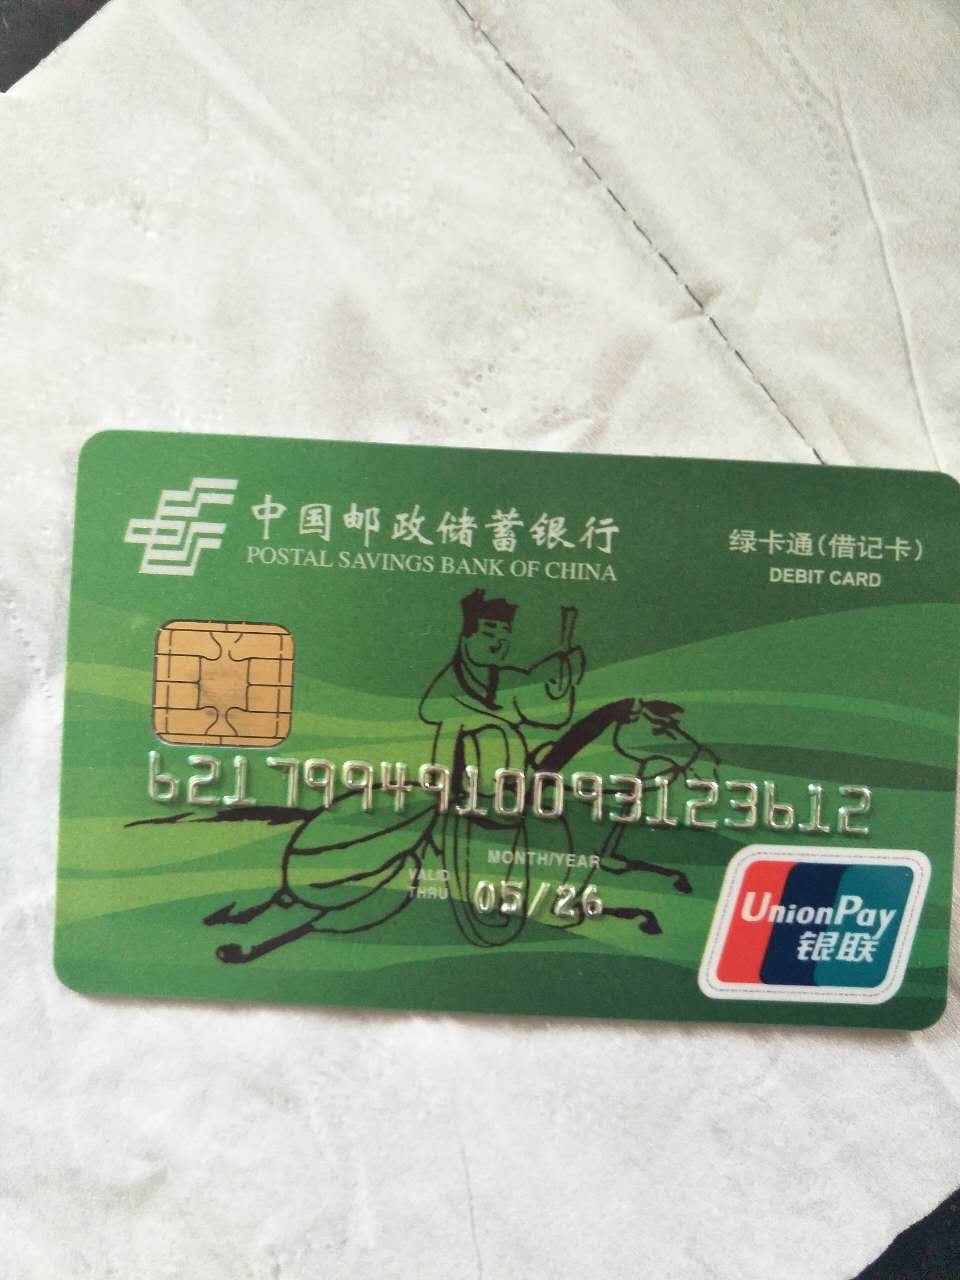 中国邮政储蓄银行
POSTAL SAVINGS BANK OF CHINA
绿卡通(借记卡)
DEBIT CARD
6217994910093123612
MONTH/YEAR
VALID
THRU
05/26
UnionPay
银联